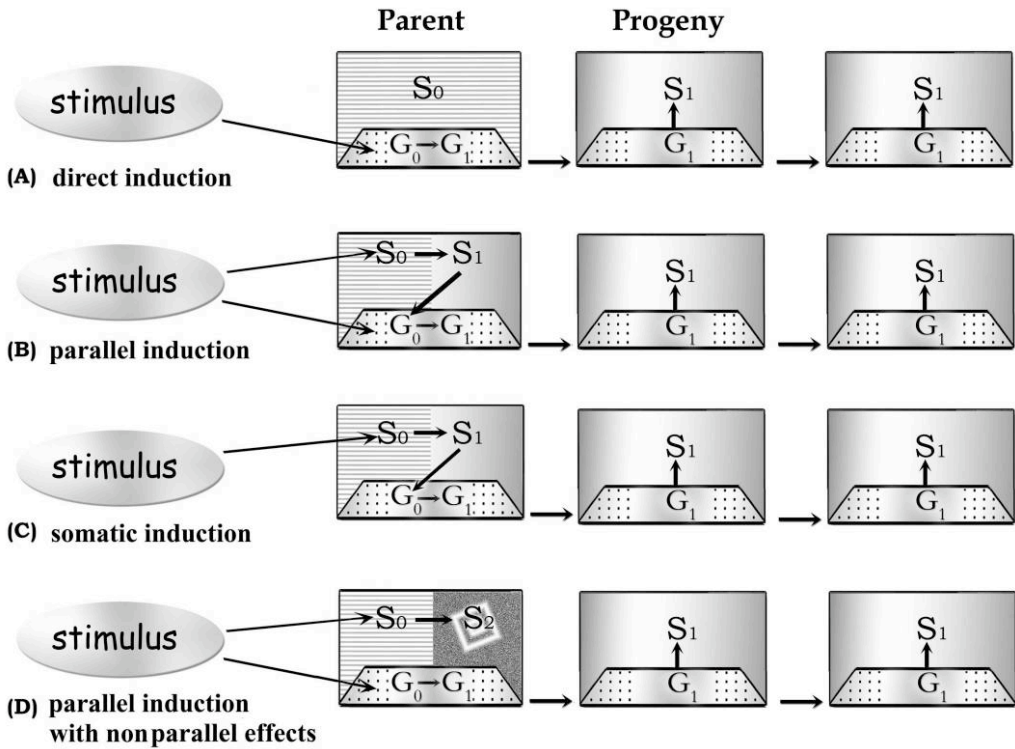 Parent Progeny
stimulus
S0
G0 → G1
S1
G1
S1
G1
(A) direct induction
stimulus
S0 → S1
G0 → G1
S1
G1
S1
G1
(B) parallel induction
stimulus
S0 → S1
G0 → G1
S1
G1
S1
G1
(C) somatic induction
stimulus
S0 → S2
G0 → G1
S1
G1
S1
G1
(D) parallel induction
with nonparallel effects